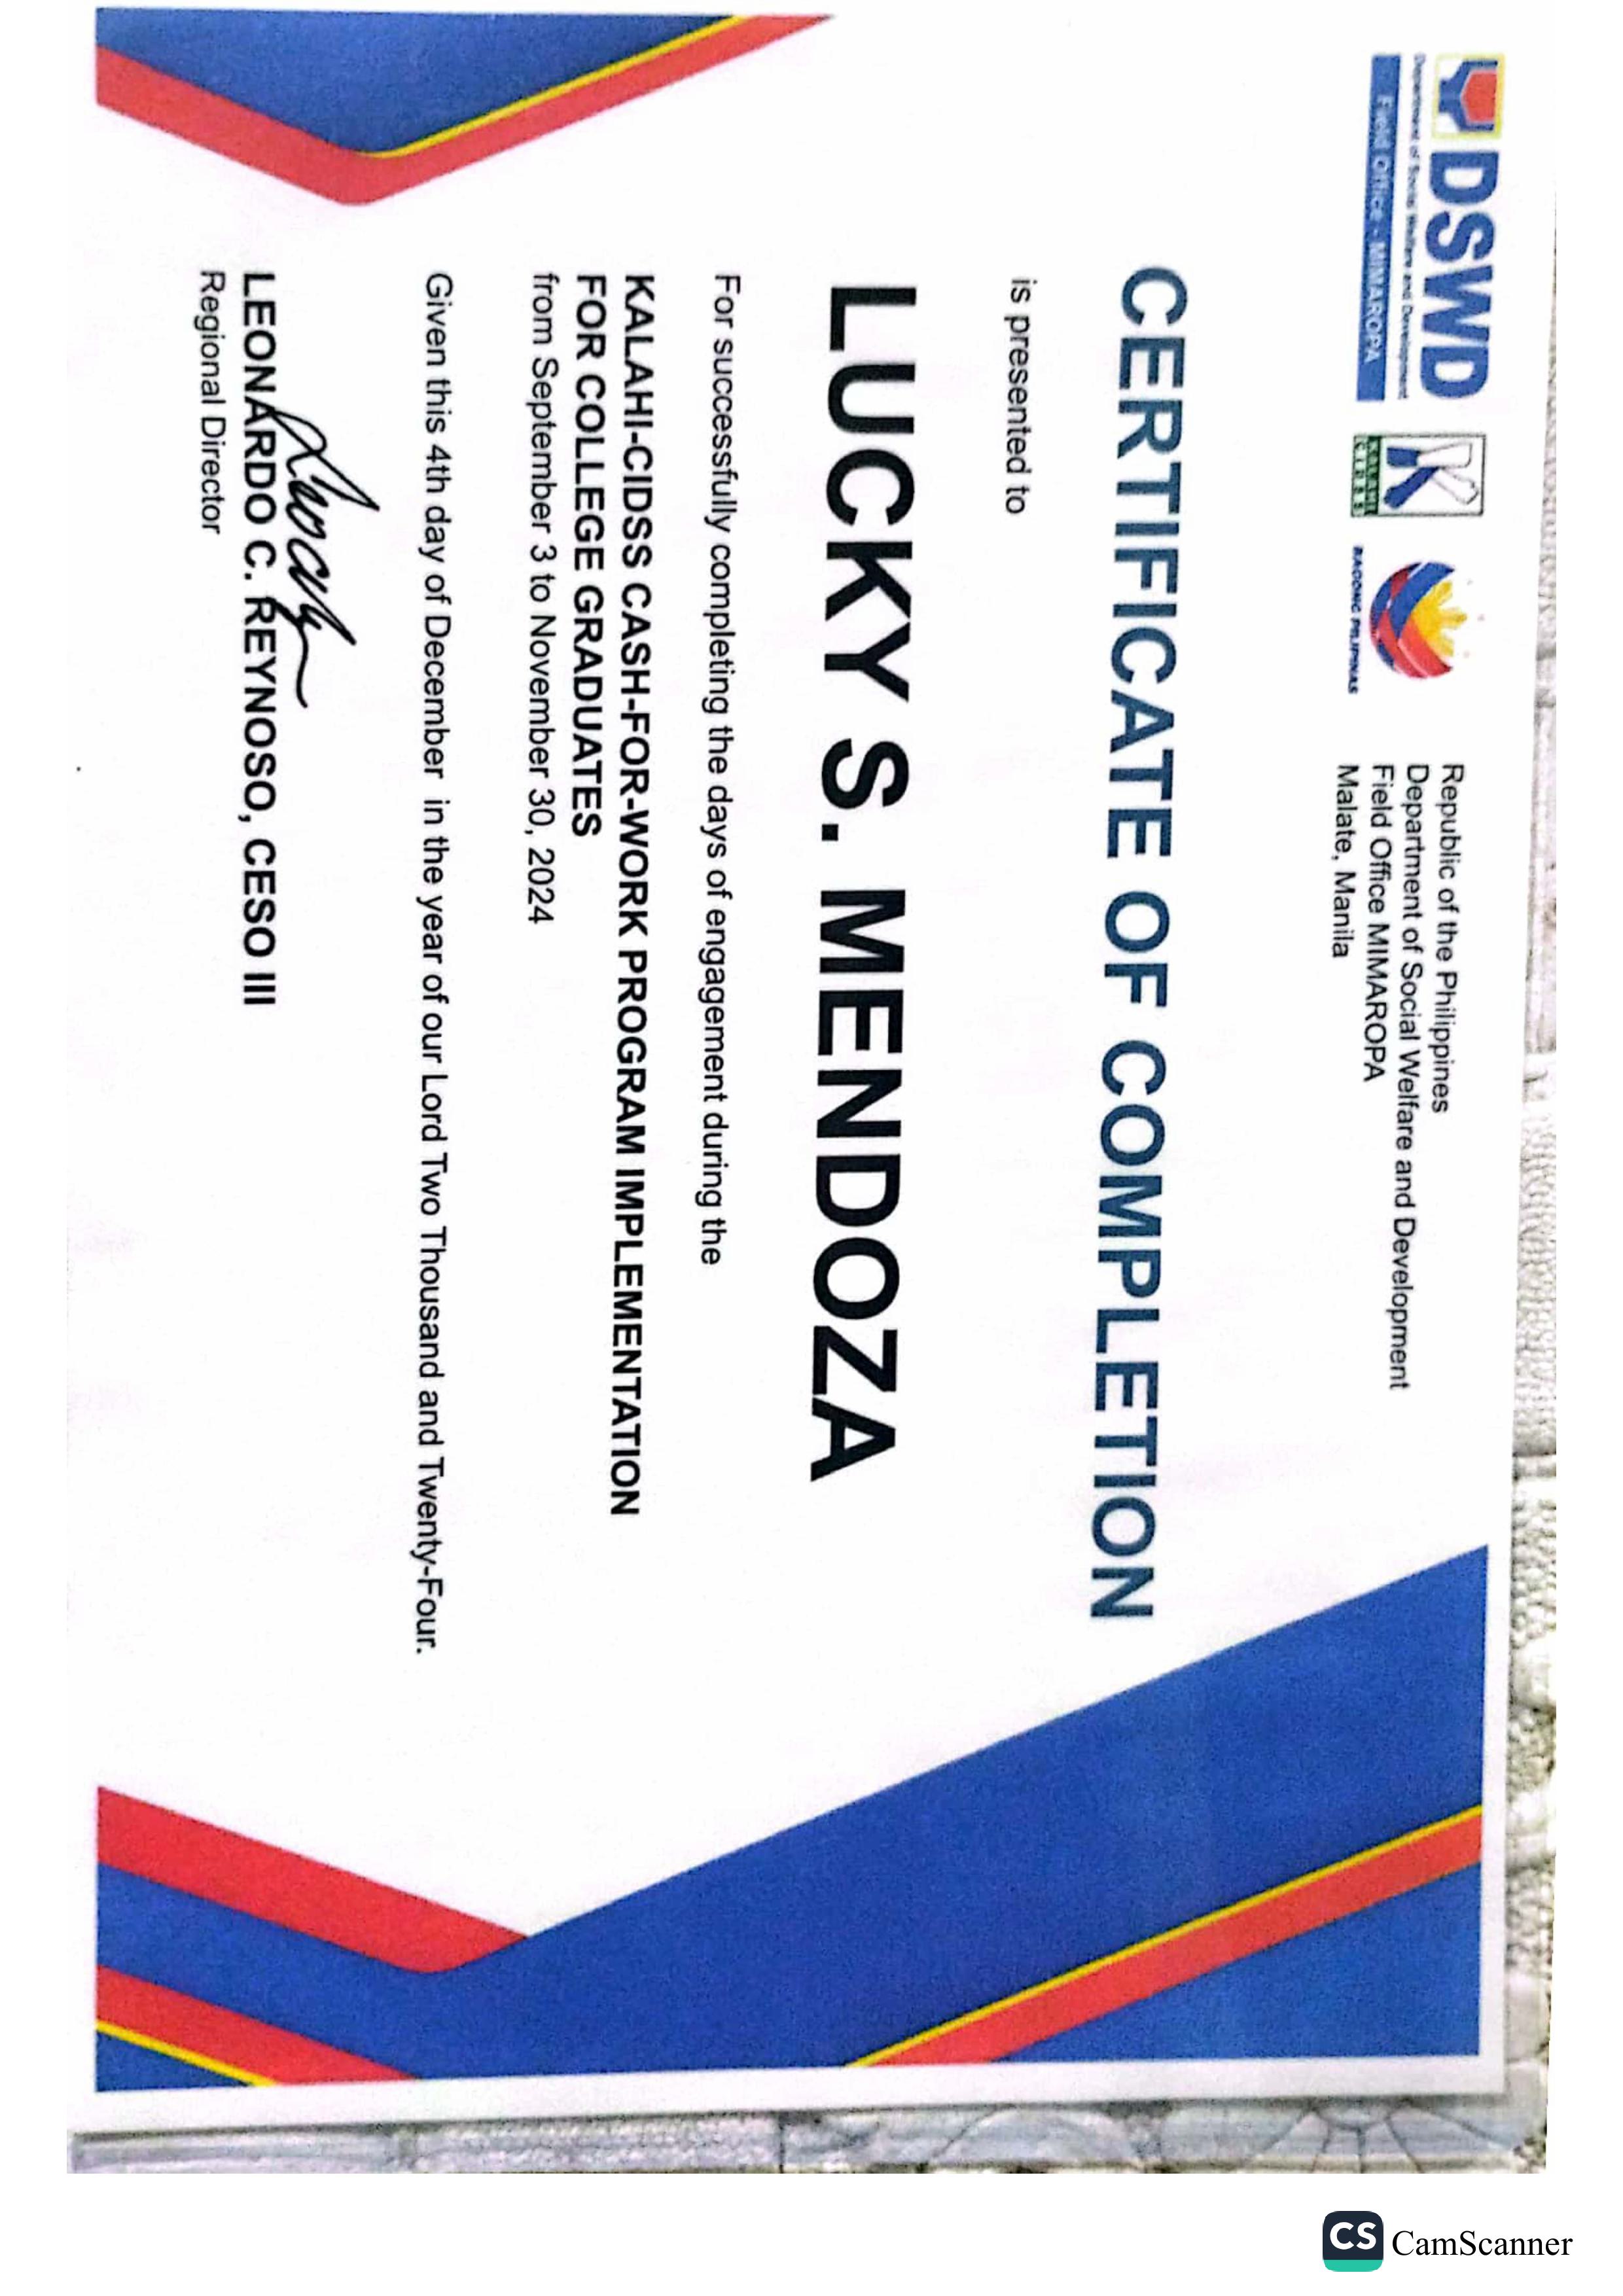 DSWD
Department of Social Welfare and Development
Field Office - MIMAROPA
KALAHI
CIDSS
BAGONG PILIPINAS
Republic of the Philippines
Department of Social Welfare and Development
Field Office MIMAROPA
Malate, Manila
CERTIFICATE OF COMPLETION
is presented to
LUCKY S. MENDOZA
For successfully completing the days of engagement during the
KALAHI-CIDSS CASH-FOR-WORK PROGRAM IMPLEMENTATION
FOR COLLEGE GRADUATES
from September 3 to November 30, 2024
Given this 4th day of December in the year of our Lord Two Thousand and Twenty-Four.
LEONARDO C. REYNOSO, CESO III
Regional Director
CS CamScanner